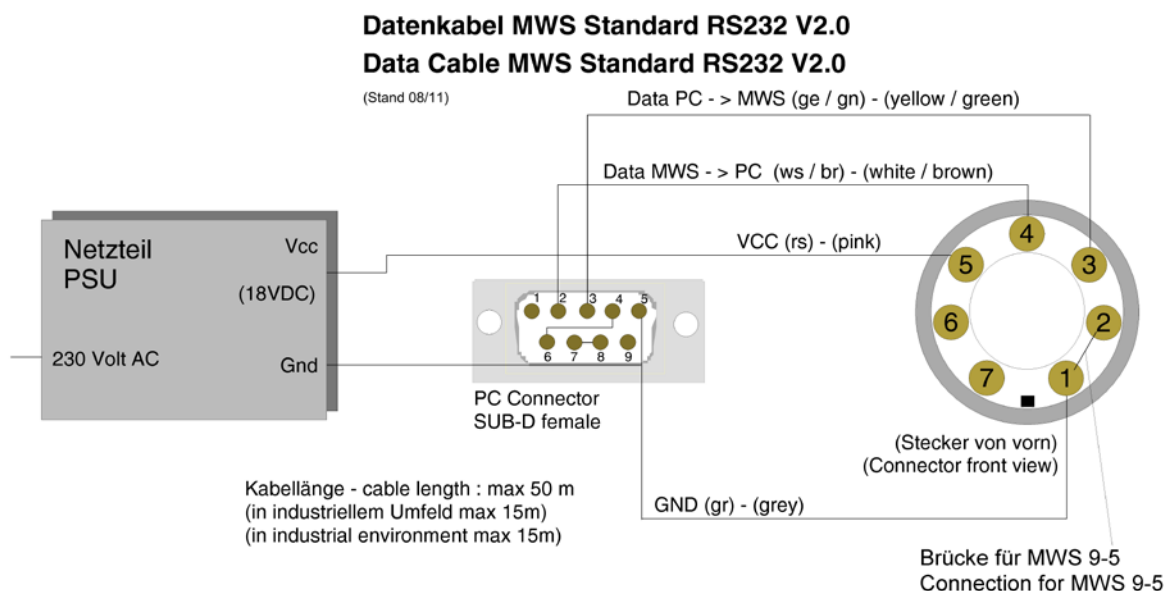 Datenkabel MWS Standard RS232 V2.0
Data Cable MWS Standard RS232 V2.0
(Stand 08/11)
Data PC - > MWS (ge / gn) - (yellow / green)
Data MWS - > PC (ws / br) - (white / brown)
VCC (rs) - (pink)
Netzteil
PSU
Vcc
(18VDC)
230 Volt AC
Gnd
1 2 3 4 5
6 7 8 9
PC Connector
SUB-D female
4
5 3
6 2
7 1
(Stecker von vorn)
(Connector front view)
Kabellänge - cable length : max 50 m
(in industriellem Umfeld max 15m)
(in industrial environment max 15m)
GND (gr) - (grey)
Brücke für MWS 9-5
Connection for MWS 9-5